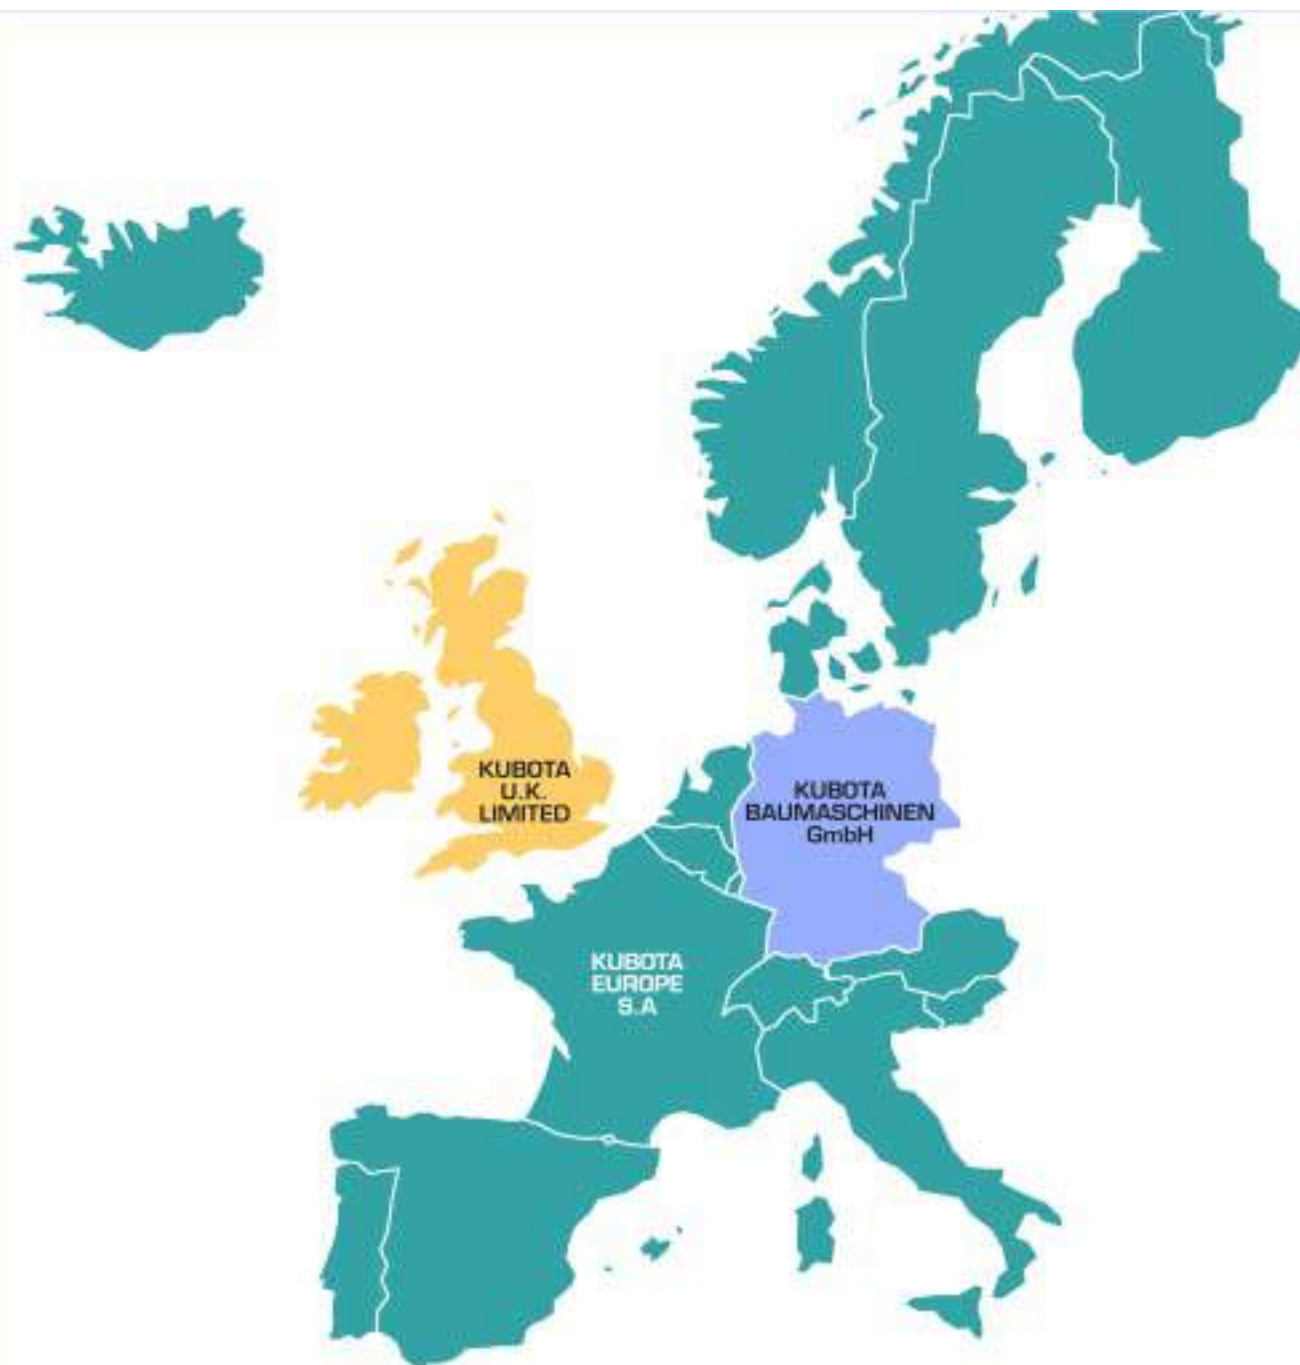 KUBOTA
U.K.
LIMITED
KUBOTA
BAUMASCHINEN
GmbH
KUBOTA
EUROPE
S.A